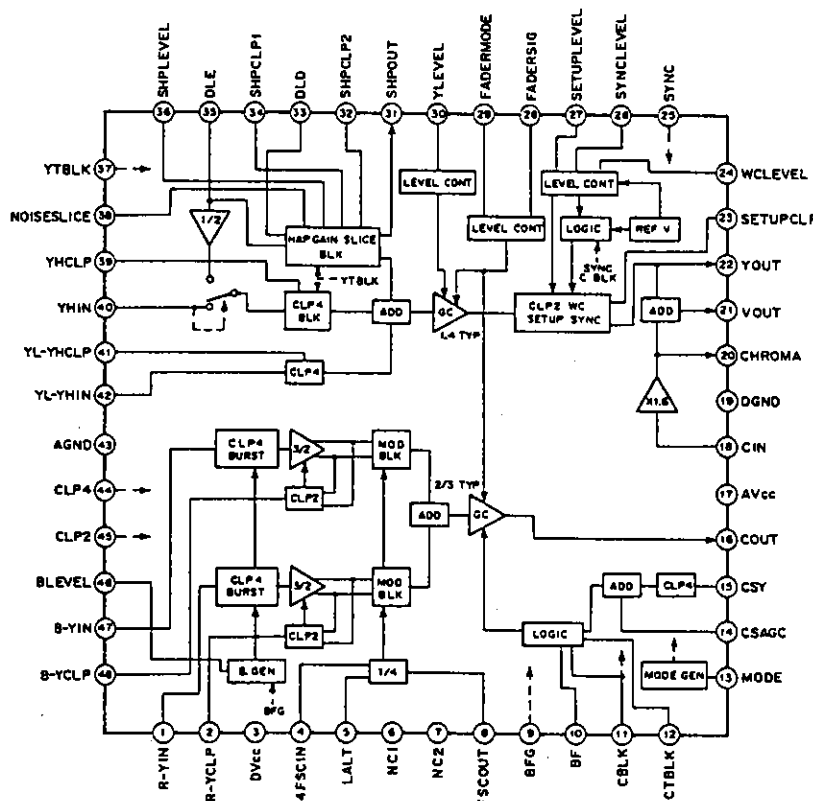 SHPLEVEL
DLE
SHPCLP1
DLD
SHPCLP2
SHPOUT
YLEVEL
FADERMODE
FADERSIG
SETUPLEVEL
SYNCLEVEL
SYNC
36 35 34 33 32 31 30 29 28 27 26 25
YTBLK 37
NOISESLICE 38
YHCLP 39
YHIN 40
YL-YHCLP 41
YL-YHIN 42
AGND 43
CLP4 44
CLP2 45
BLEVEL 46
B-YIN 47
B-YCLP 48
24 WCLEVEL
23 SETUPCLP
22 YOUT
21 VOUT
20 CHROMA
19 DGND
18 CIN
17 AVcc
16 COUT
15 CSY
14 CSAGC
13 MODE
LEVEL CONT
LEVEL CONT
LEVEL CONT
LOGIC
REF V
SYNC
C BLK
1/2
HAPGAIN SLICE
BLK
YTBLK
CLP4
BLK
ADD
GC
1.4 TYP
CLP2 WC
SETUP SYNC
ADD
CLP4
X1.6
CLP4
BURST
3/2
MOD
BLK
CLP2
2/3 TYP
ADD
GC
CLP4
BURST
3/2
MOD
BLK
CLP2
B.GEN
BFG
1/4
LOGIC
ADD
CLP4
MODE GEN
1 2 3 4 5 6 7 8 9 10 11 12
R-YIN
R-YCLP
DVcc
4FSCIN
LALT
NC1
NC2
FSCOUT
BFG
BF
CBLK
CTBLK